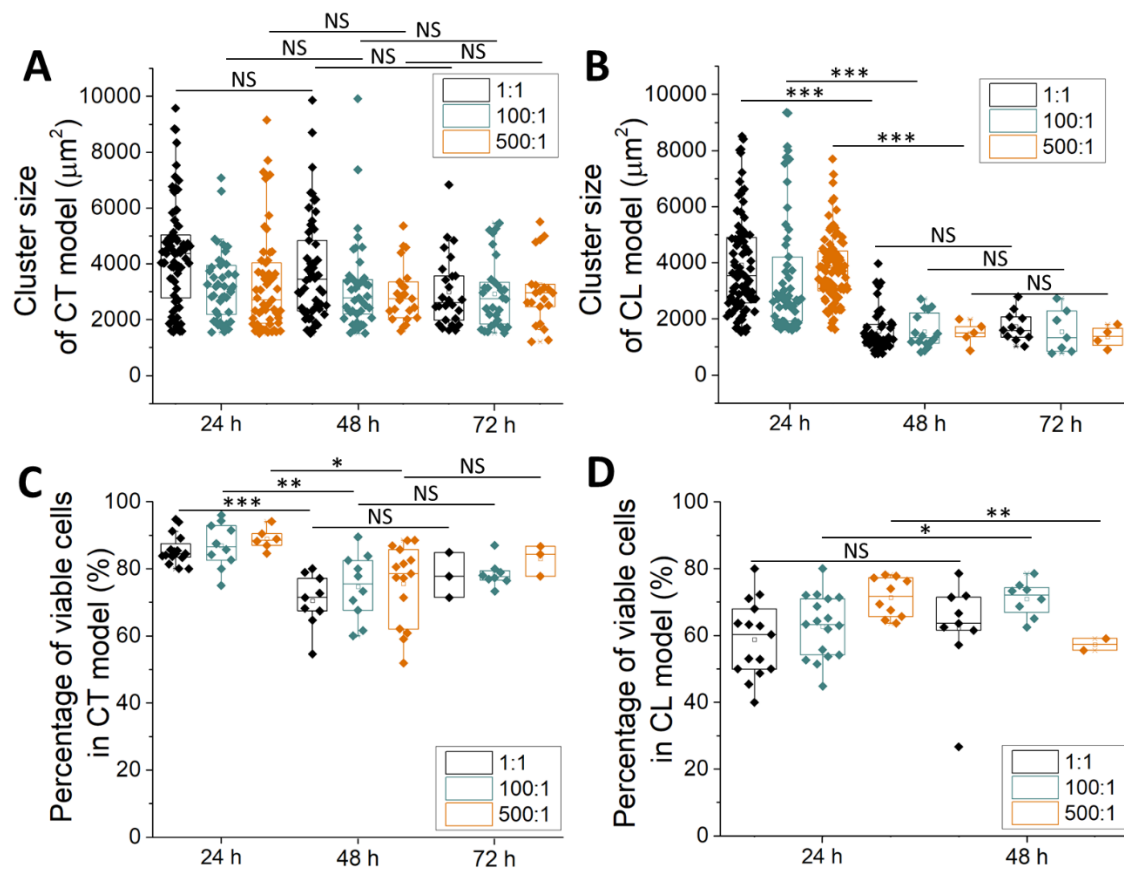 A
NS
NS
NS
NS
NS
NS
1:1
100:1
500:1
10000
8000
6000
4000
2000
0
Cluster size
of CT model (μm²)
24 h
48 h
72 h
B
***
***
***
NS
NS
NS
1:1
100:1
500:1
10000
8000
6000
4000
2000
0
Cluster size
of CL model (μm²)
24 h
48 h
72 h
C
*
**
***
NS
NS
NS
100
80
60
40
20
0
Percentage of viable cells
in CT model (%)
1:1
100:1
500:1
24 h
48 h
72 h
D
**
*
NS
100
80
60
40
20
0
Percentage of viable cells
in CL model (%)
1:1
100:1
500:1
24 h
48 h